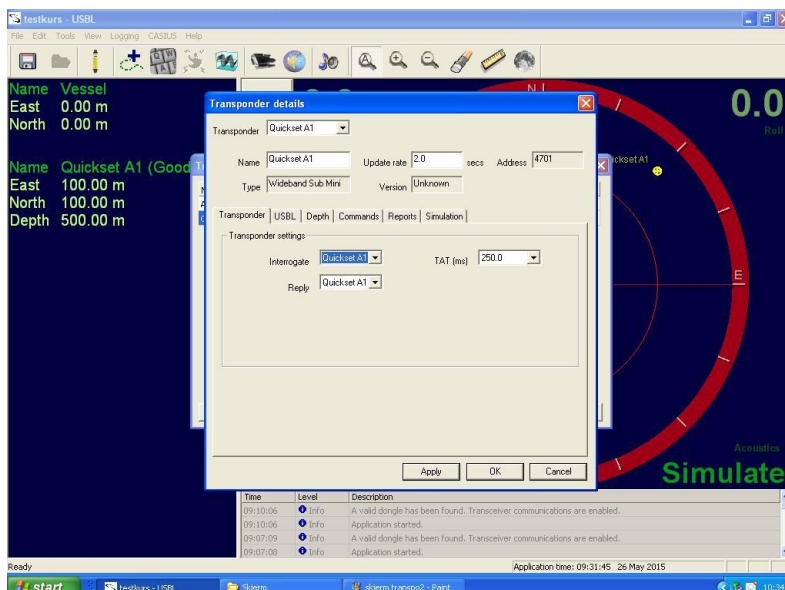 testkurs - USBL
File Edit Tools View Logging CASIUS Help
Name Vessel
East 0.00 m
North 0.00 m
Name Quickset A1 (Good
East 100.00 m
North 100.00 m
Depth 500.00 m
N
0.0
Roll
Quickset A1
E
Transponder details
Transponder Quickset A1
Name Quickset A1 Update rate 2.0 secs Address 4701
Type Wideband Sub Mini Version Unknown
Transponder USBL Depth Commands Reports Simulation
Transponder settings
Interrogate Quickset A1 TAT (ms) 250.0
Reply Quickset A1
Apply OK Cancel
Acoustics
Simulate
Time Level Description
09:10:06 Info A valid dongle has been found. Transceiver communications are enabled.
09:10:06 Info Application started.
09:07:09 Info A valid dongle has been found. Transceiver communications are enabled.
09:07:08 Info Application started.
Ready Application time: 09:31:45 26 May 2015
start testkurs - USBL Skjerm skjerm transpo2 - Paint 10:34